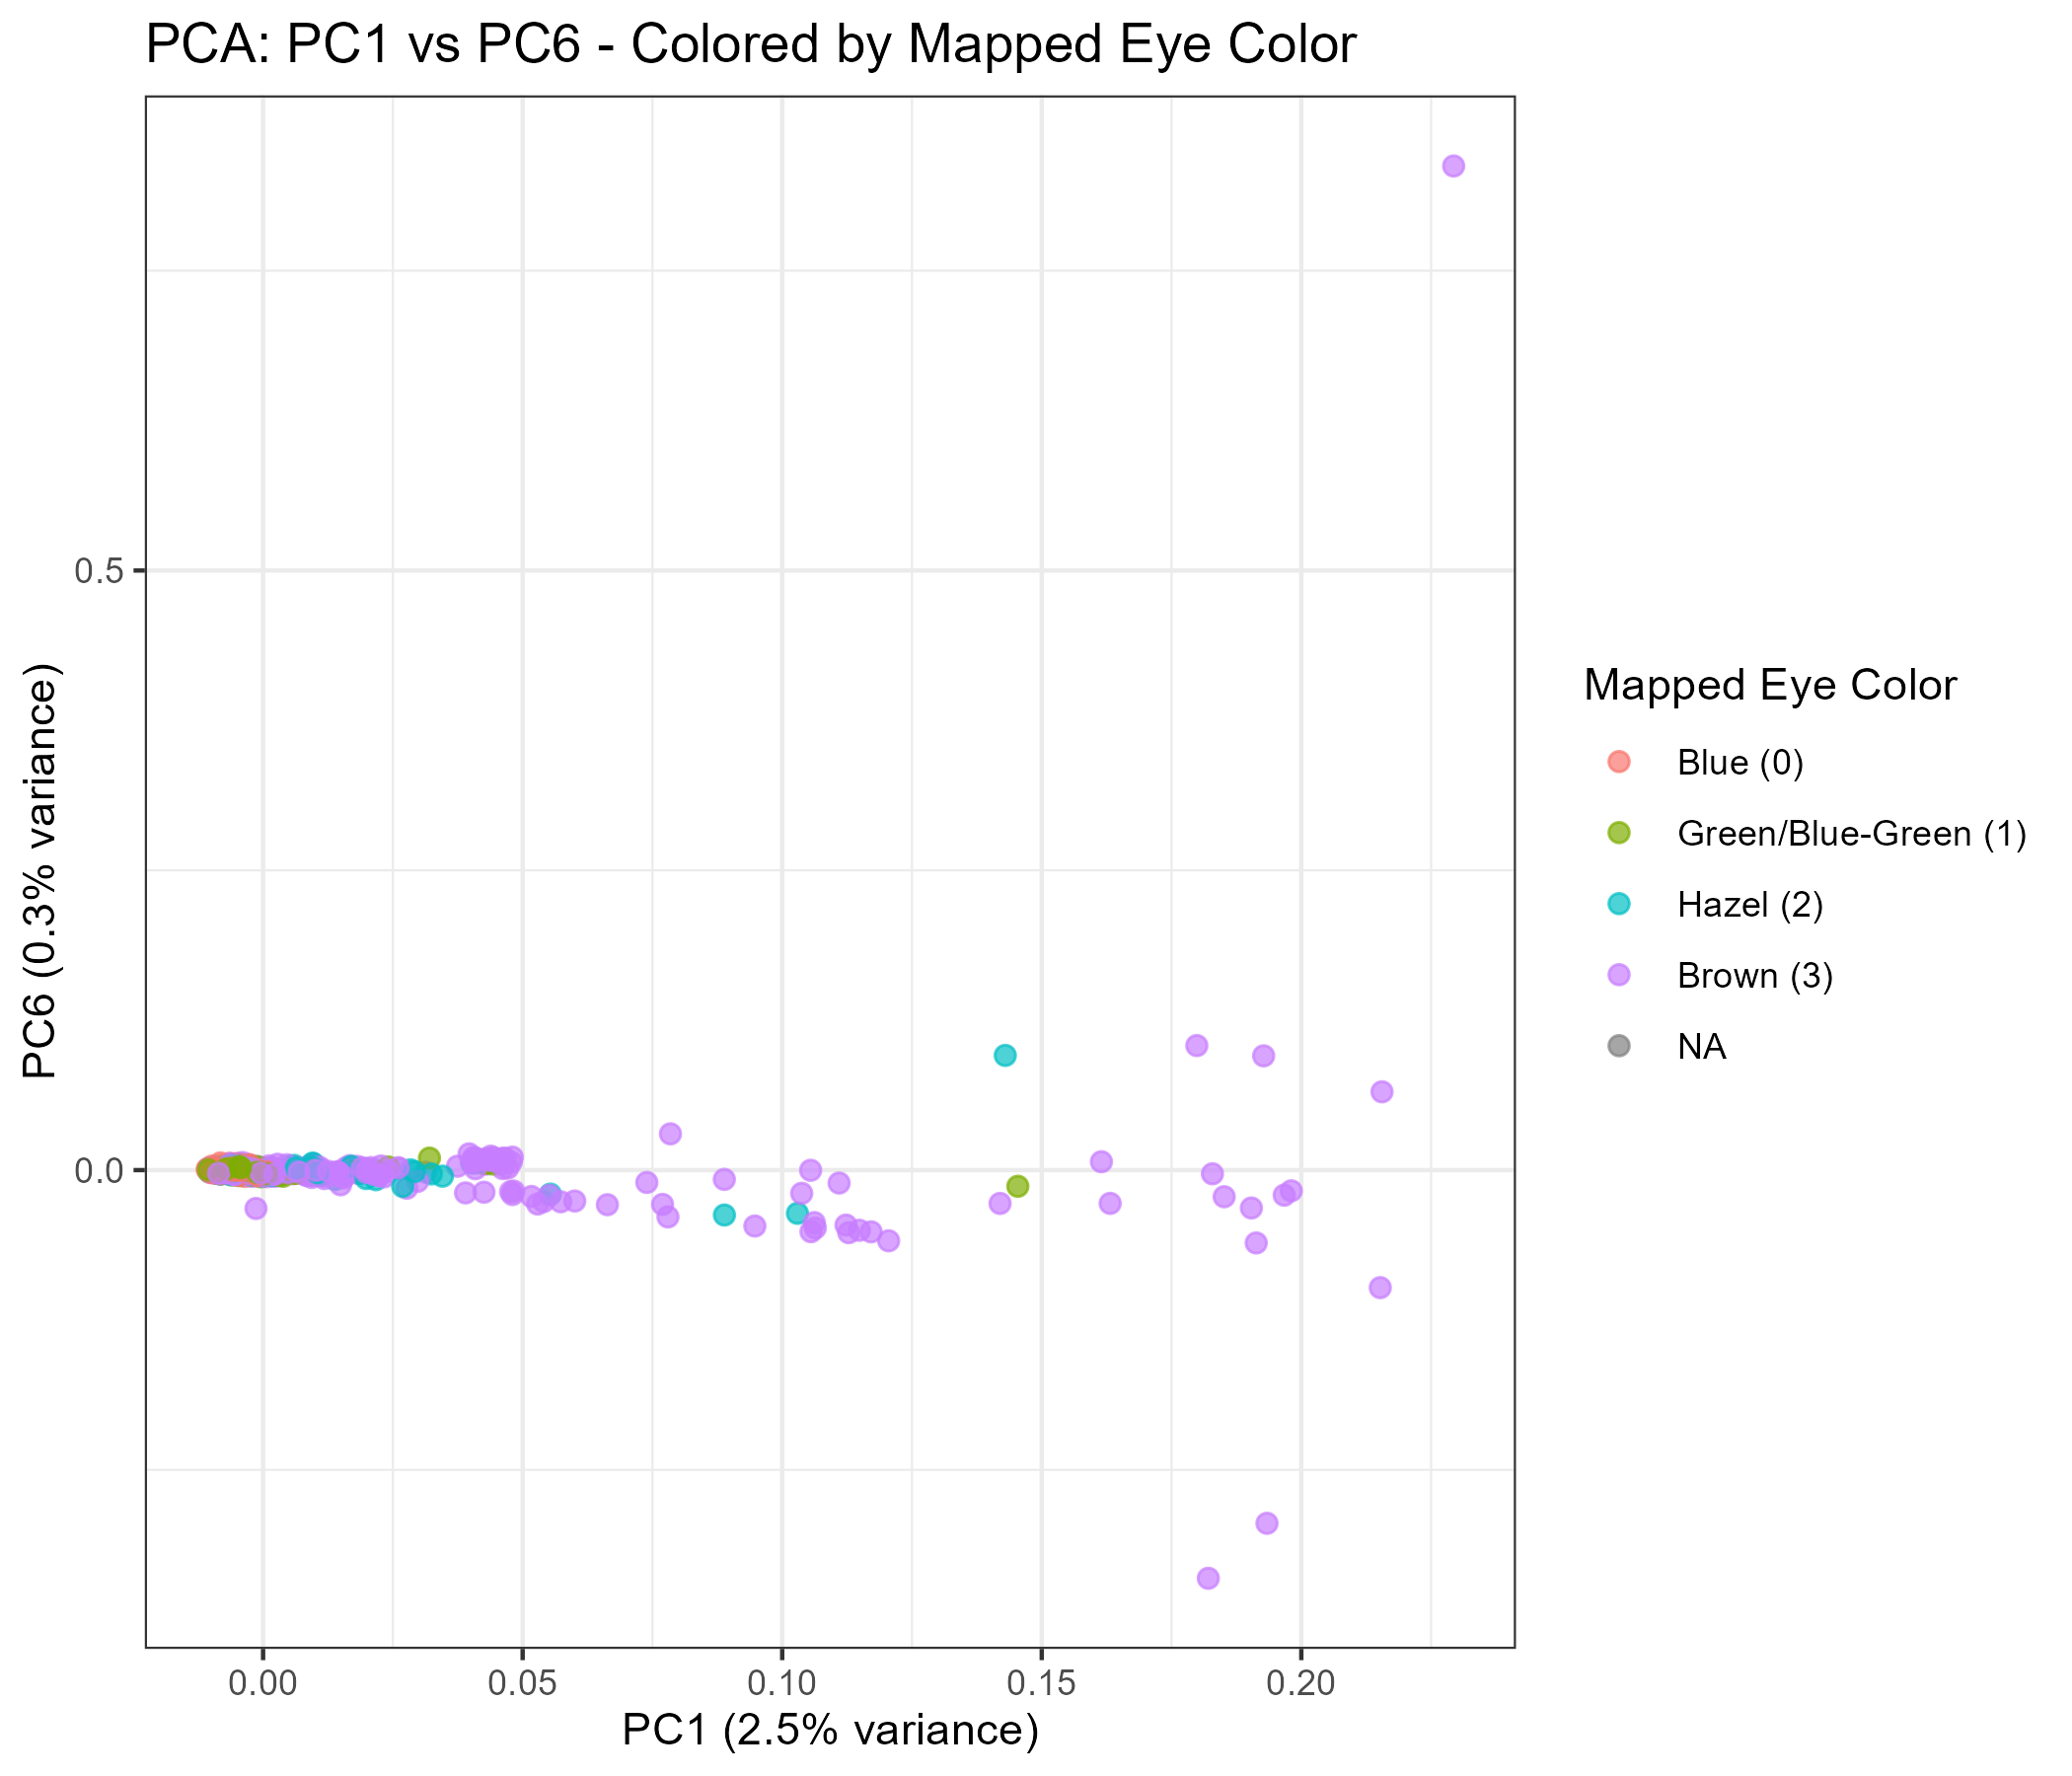 PCA: PC1 vs PC6 - Colored by Mapped Eye Color
0.5
0.0
PC6 (0.3% variance)
0.00 0.05 0.10 0.15 0.20
PC1 (2.5% variance)
Mapped Eye Color
Blue (0)
Green/Blue-Green (1)
Hazel (2)
Brown (3)
NA